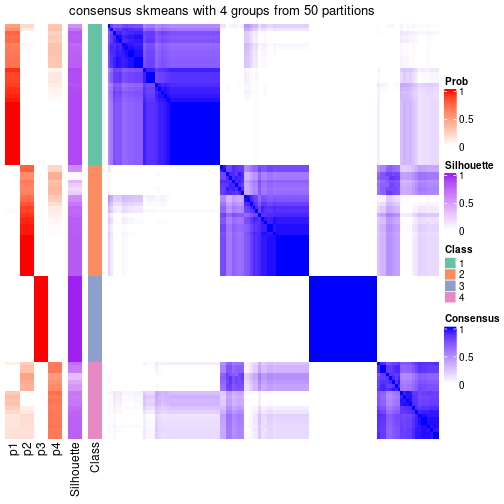 consensus skmeans with 4 groups from 50 partitions
Prob
1
0.5
0
Silhouette
1
0.5
0
Class
1
2
3
4
Consensus
1
0.5
0
p1
p2
p3
p4
Silhouette
Class